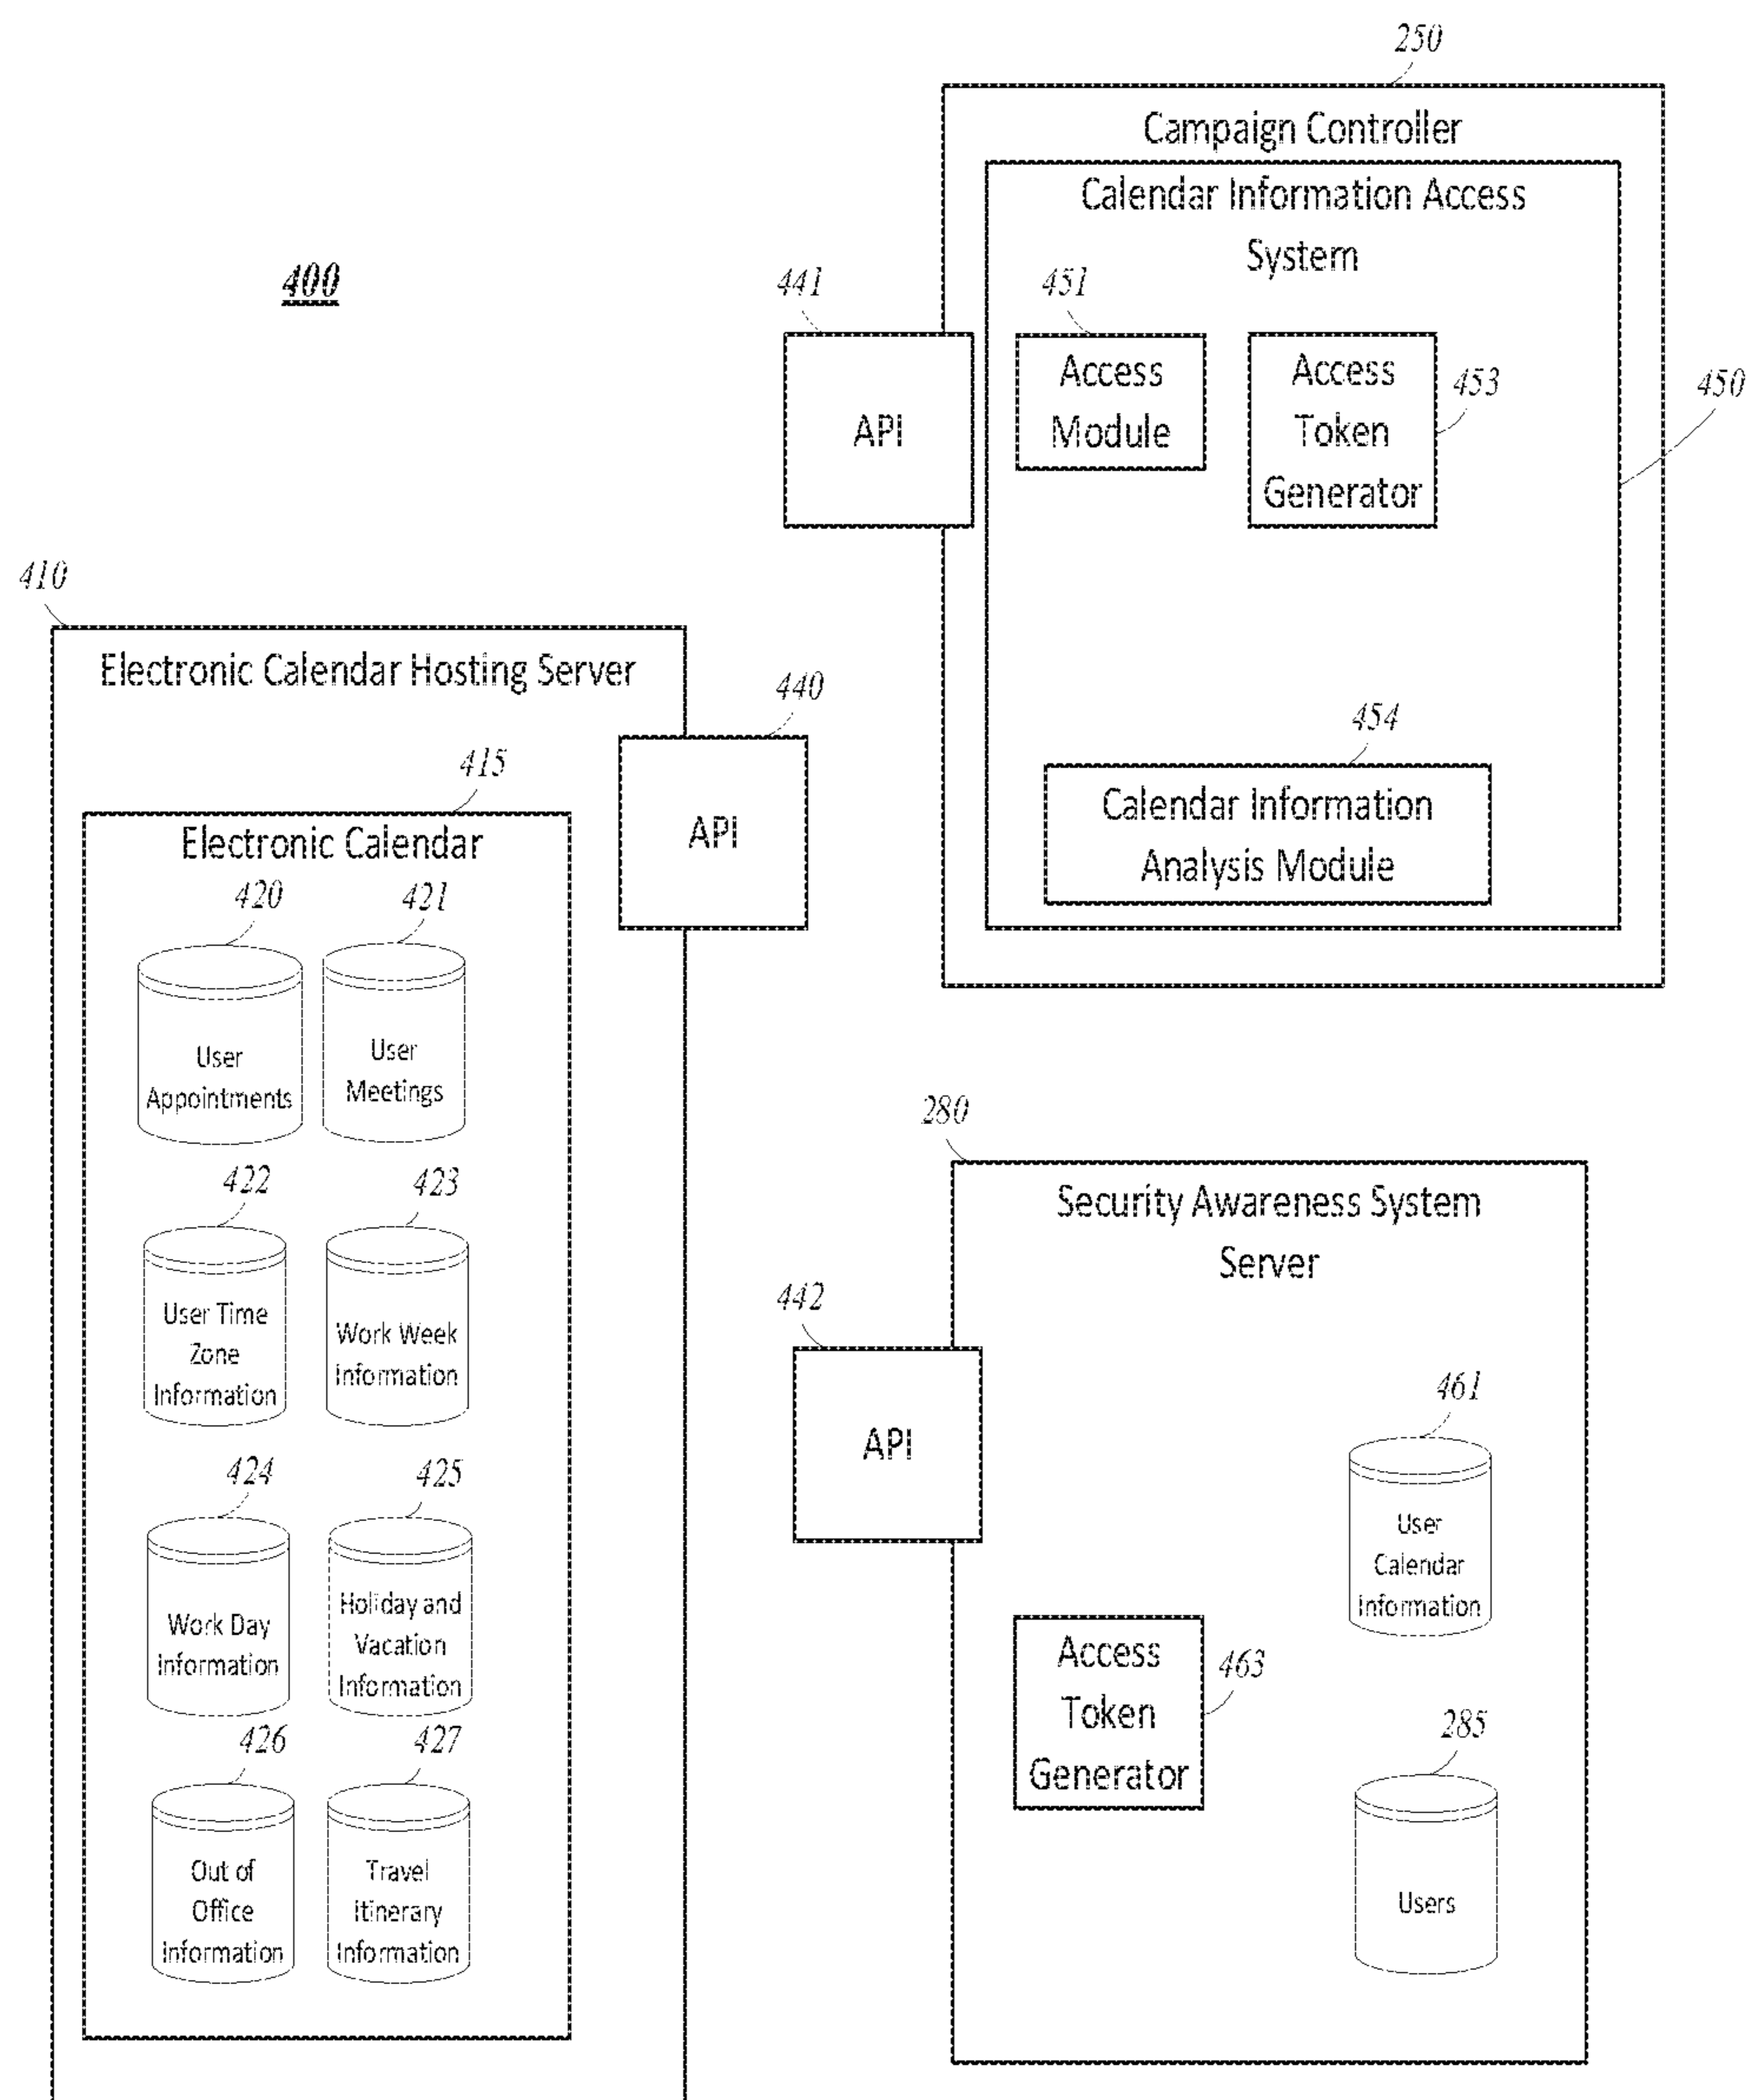 250
Campaign Controller
Calendar Information Access
System
400
441
451
Access
Module
Access
Token
Generator
453
450
API
410
Electronic Calendar Hosting Server
440
API
454
Calendar Information
Analysis Module
415
Electronic Calendar
420
421
User
Appointments
User
Meetings
422
423
User Time
Zone
Information
Work Week
Information
424
425
Work Day
Information
Holiday and
Vacation
Information
426
427
Out of
Office
Information
Travel
Itinerary
Information
280
Security Awareness System
Server
442
API
461
User
Calendar
Information
Access
Token
Generator
463
285
Users